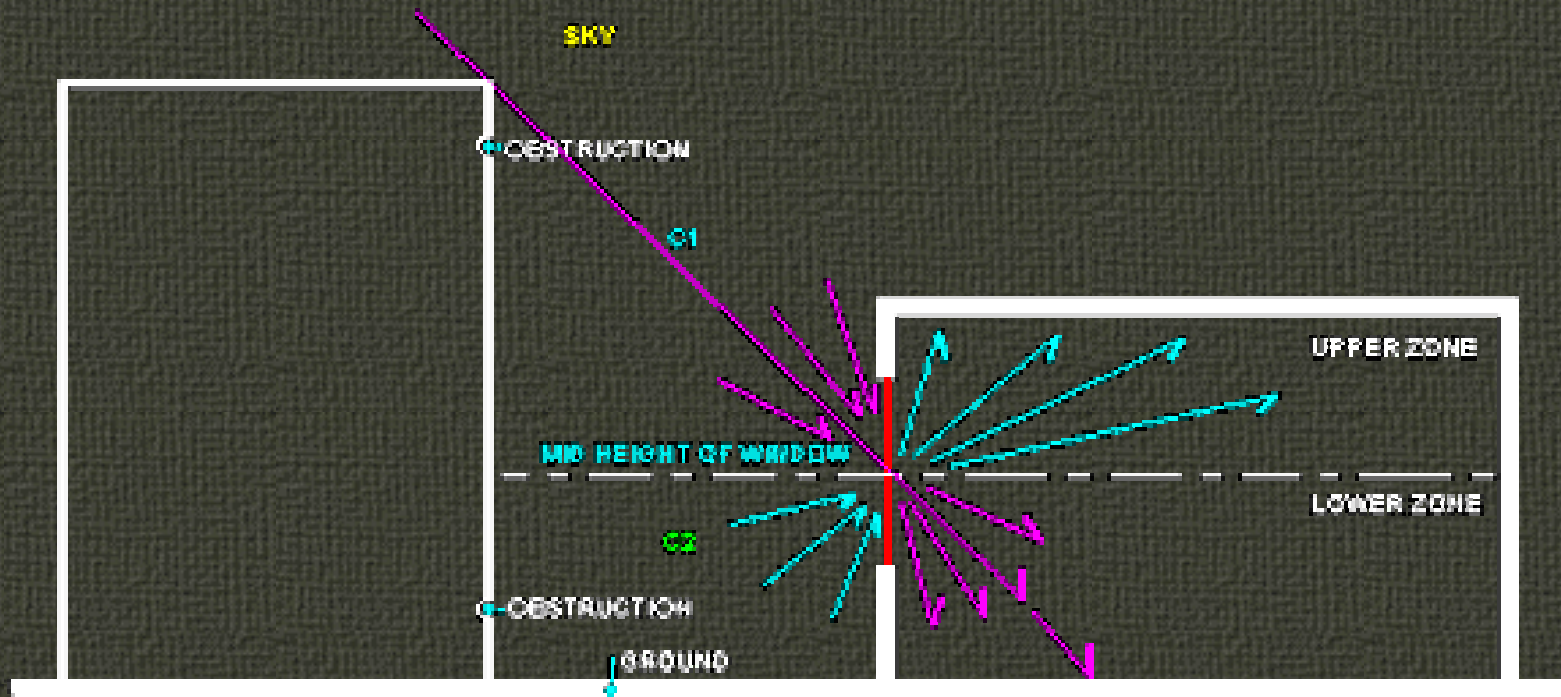 SKY
OBSTRUCTION
C1
UPPER ZONE
MID HEIGHT OF WINDOW
LOWER ZONE
C2
OBSTRUCTION
GROUND